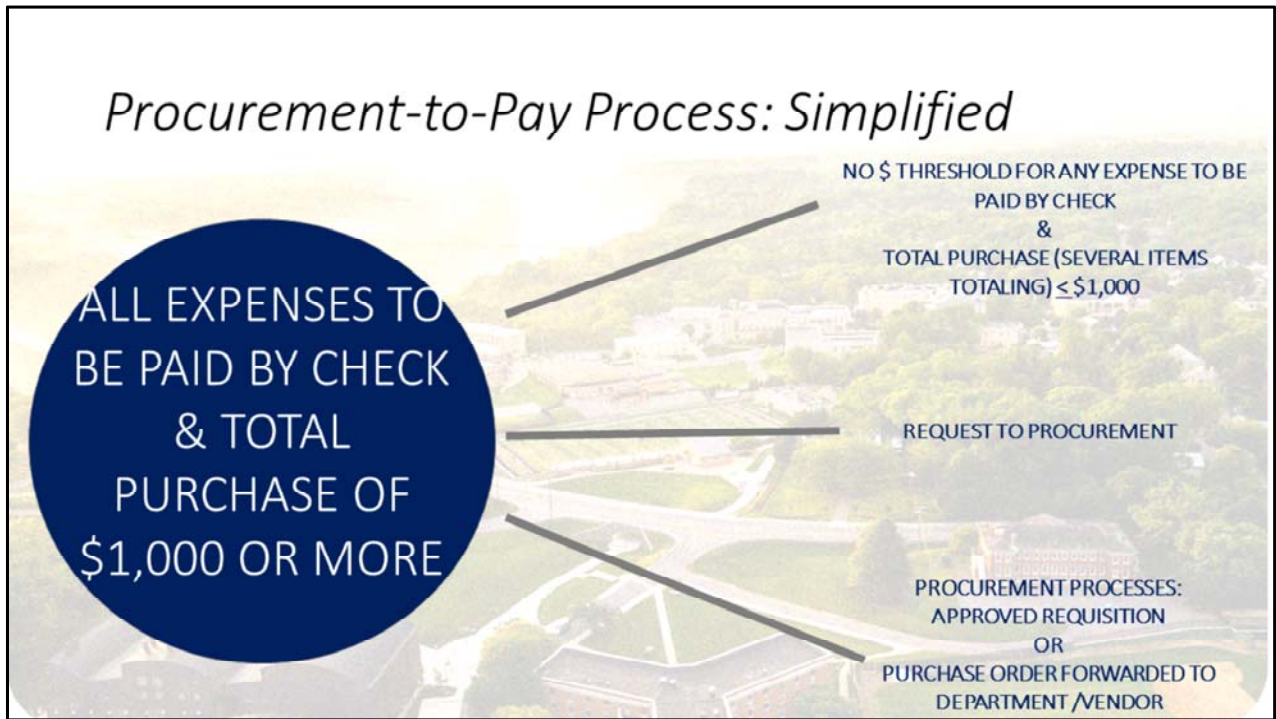 Procurement-to-Pay Process: Simplified
ALL EXPENSES TO
BE PAID BY CHECK
& TOTAL
PURCHASE OF
$1,000 OR MORE
NO $ THRESHOLD FOR ANY EXPENSE TO BE
PAID BY CHECK
&
TOTAL PURCHASE (SEVERAL ITEMS
TOTALING) ≤ $1,000
REQUEST TO PROCUREMENT
PROCUREMENT PROCESSES:
APPROVED REQUISITION
OR
PURCHASE ORDER FORWARDED TO
DEPARTMENT /VENDOR